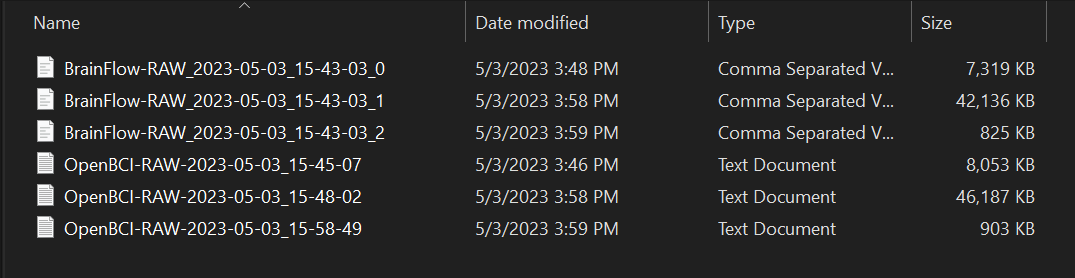 Name Date modified Type Size
BrainFlow-RAW_2023-05-03_15-43-03_0 5/3/2023 3:48 PM Comma Separated V... 7,319 KB
BrainFlow-RAW_2023-05-03_15-43-03_1 5/3/2023 3:58 PM Comma Separated V... 42,136 KB
BrainFlow-RAW_2023-05-03_15-43-03_2 5/3/2023 3:59 PM Comma Separated V... 825 KB
OpenBCI-RAW-2023-05-03_15-45-07 5/3/2023 3:46 PM Text Document 8,053 KB
OpenBCI-RAW-2023-05-03_15-48-02 5/3/2023 3:58 PM Text Document 46,187 KB
OpenBCI-RAW-2023-05-03_15-58-49 5/3/2023 3:59 PM Text Document 903 KB